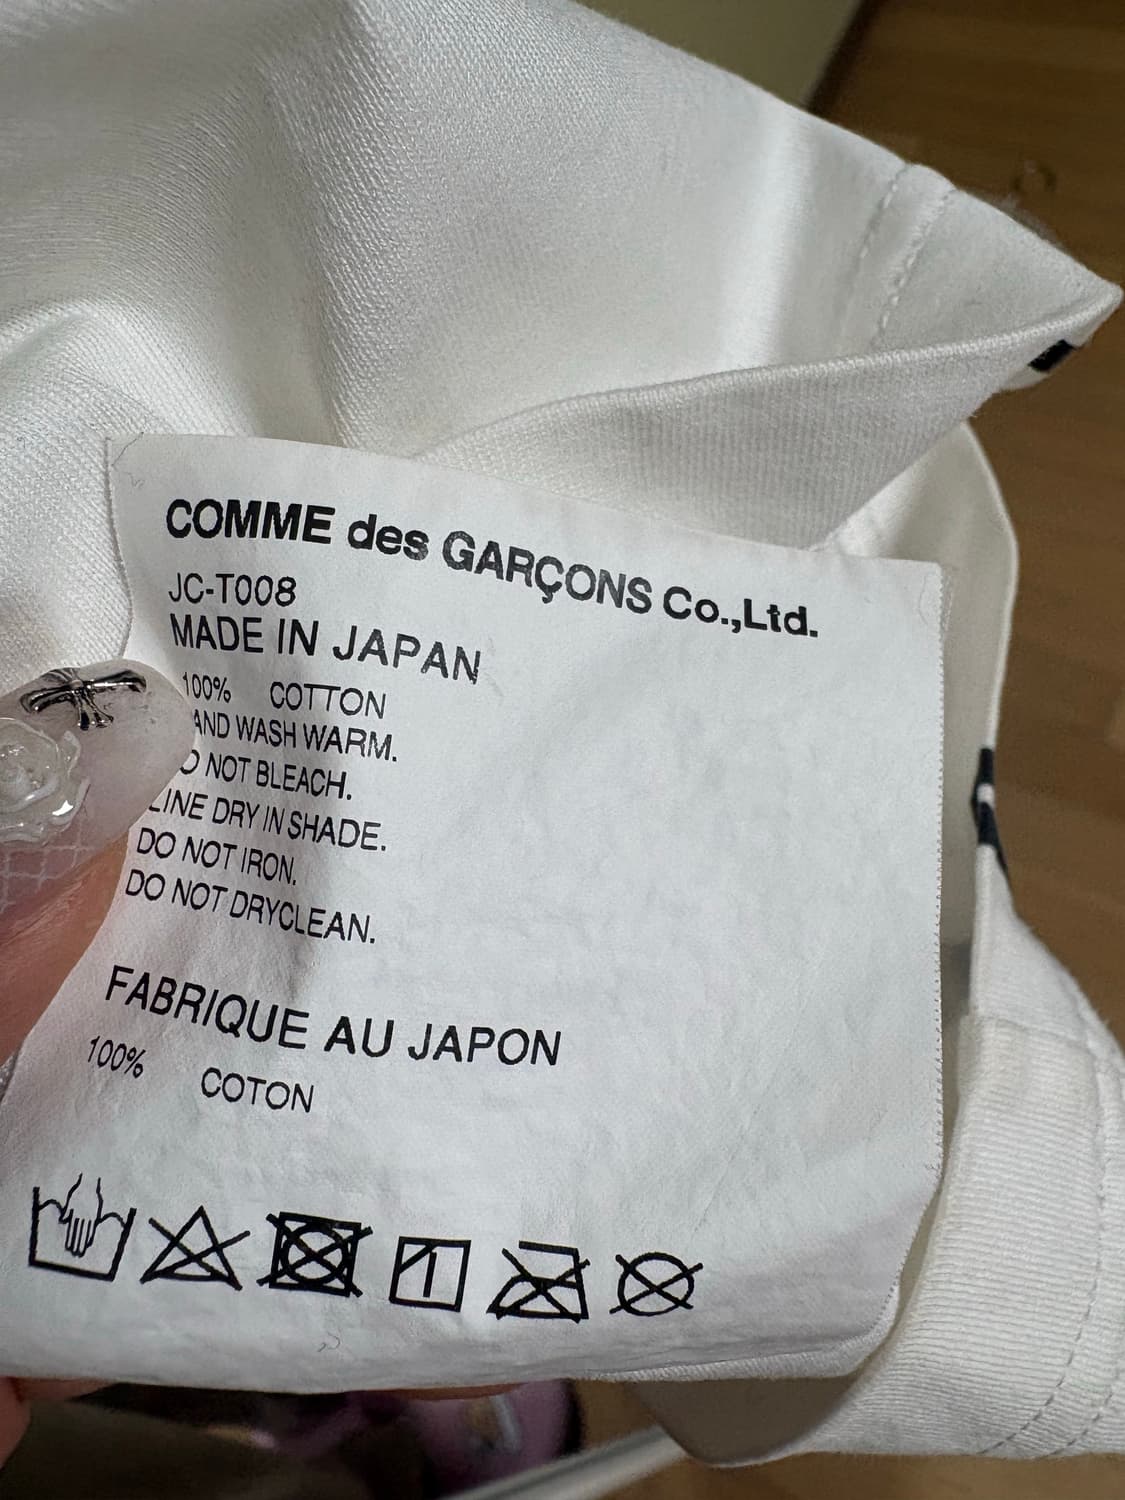 COMME des GARÇONS Co.,Ltd.
JC-T008
MADE IN JAPAN
100% COTTON
AND WASH WARM.
O NOT BLEACH.
LINE DRY IN SHADE.
DO NOT IRON.
DO NOT DRYCLEAN.
FABRIQUE AU JAPON
100% COTON